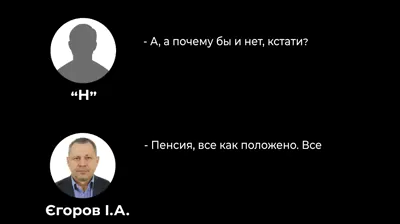 - А, а почему бы и нет, кстати?
“Н”
- Пенсия, все как положено. Все
Єгоров І.А.